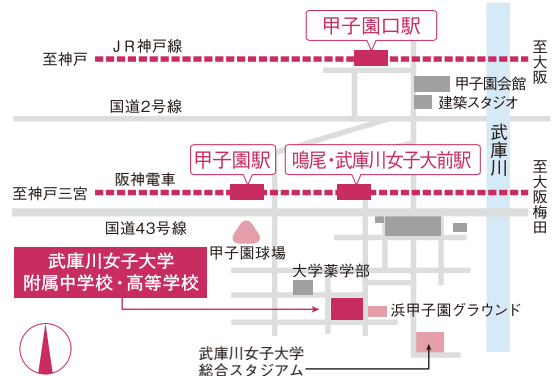 甲子園口駅
JR神戸線
至神戸
至大阪
甲子園会館
建築スタジオ
国道2号線
武庫川
甲子園駅
鳴尾・武庫川女子大前駅
阪神電車
至神戸三宮
至大阪梅田
国道43号線
甲子園球場
武庫川女子大学
附属中学校・高等学校
大学薬学部
浜甲子園グラウンド
武庫川女子大学
総合スタジアム